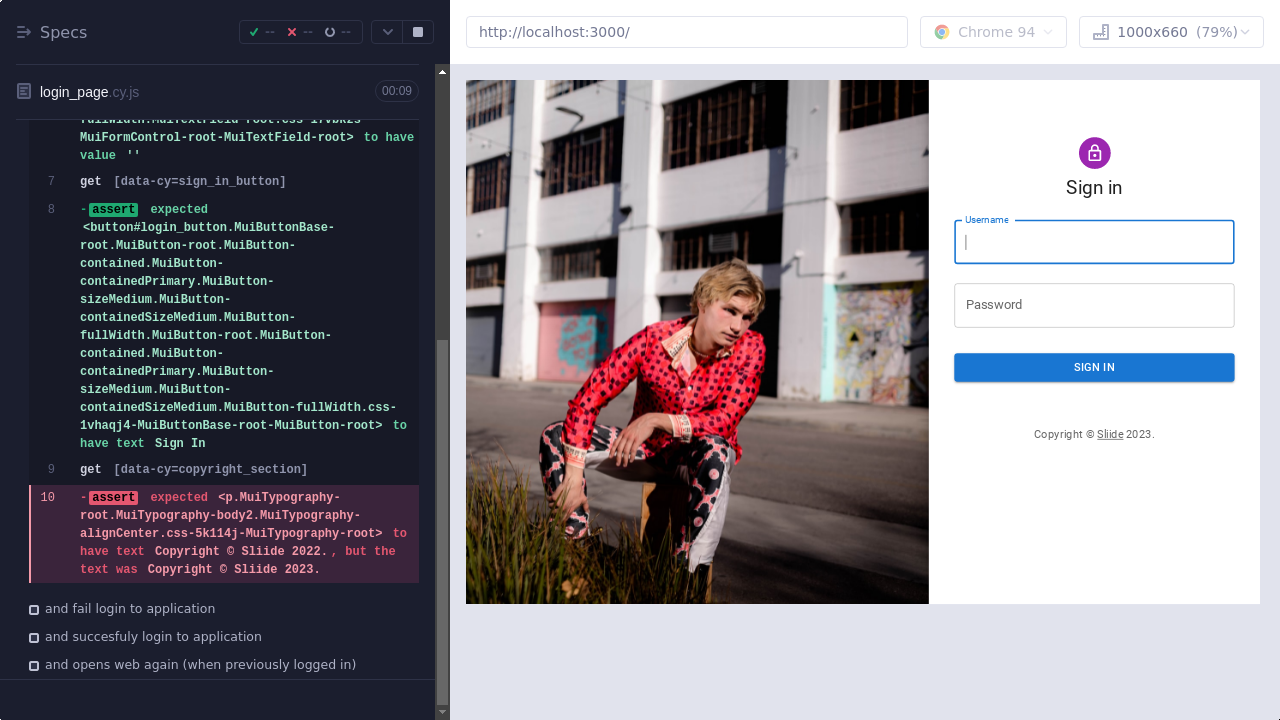 Specs
--
--
--
http://localhost:3000/
Chrome 94
1000x660 (79%)
login_page.cy.js
00:09
MuiFormControl-root-MuiTextField-root> to have
value ''
7 get [data-cy=sign_in_button]
8 -assert expected
<button#login_button.MuiButtonBase-
root.MuiButton-root.MuiButton-
contained.MuiButton-
containedPrimary.MuiButton-
sizeMedium.MuiButton-
containedSizeMedium.MuiButton-
fullWidth.MuiButton-root.MuiButton-
contained.MuiButton-
containedPrimary.MuiButton-
sizeMedium.MuiButton-
containedSizeMedium.MuiButton-fullWidth.css-
1vhaqj4-MuiButtonBase-root-MuiButton-root> to
have text Sign In
9 get [data-cy=copyright_section]
10 -assert expected <p.MuiTypography-
root.MuiTypography-body2.MuiTypography-
alignCenter.css-5k114j-MuiTypography-root> to
have text Copyright © Sliide 2022., but the
text was Copyright © Sliide 2023.
and fail login to application
and succesfuly login to application
and opens web again (when previously logged in)
Sign in
Username
Password
SIGN IN
Copyright © Sliide 2023.